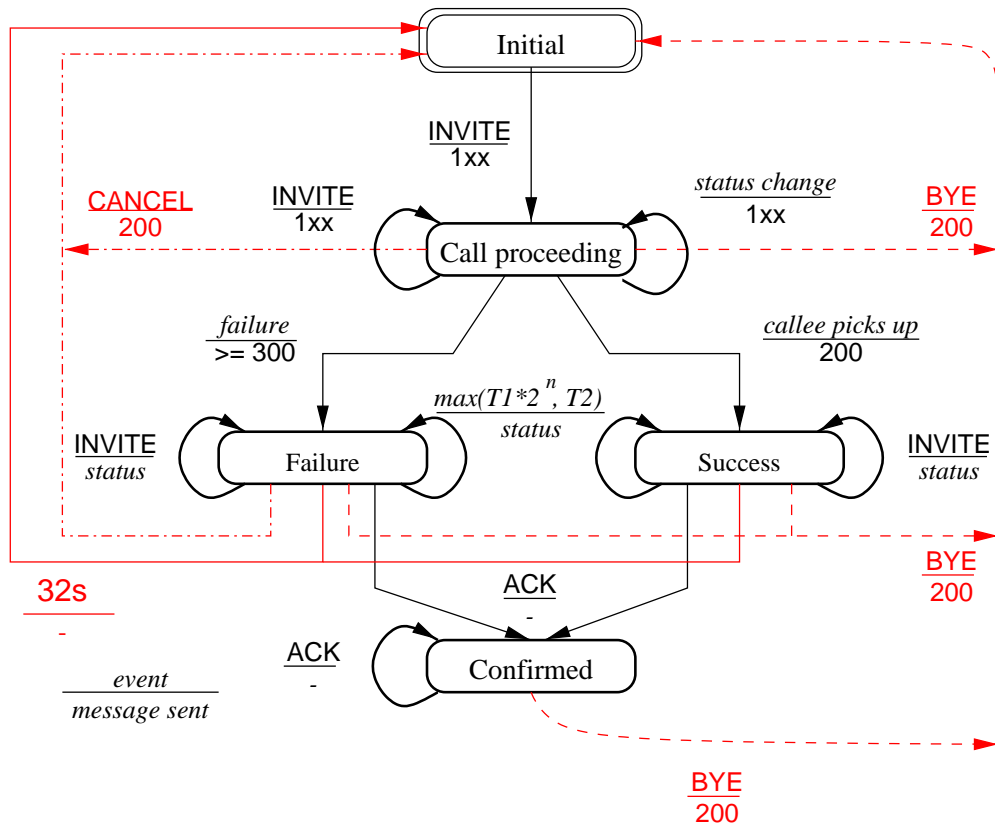 Initial
INVITE
1xx
CANCEL
200
INVITE
1xx
status change
1xx
BYE
200
Call proceeding
failure
>= 300
callee picks up
200
max(T1*2^n, T2)
status
INVITE
status
Failure
Success
INVITE
status
32s
-
ACK
-
BYE
200
ACK
-
Confirmed
event
message sent
BYE
200